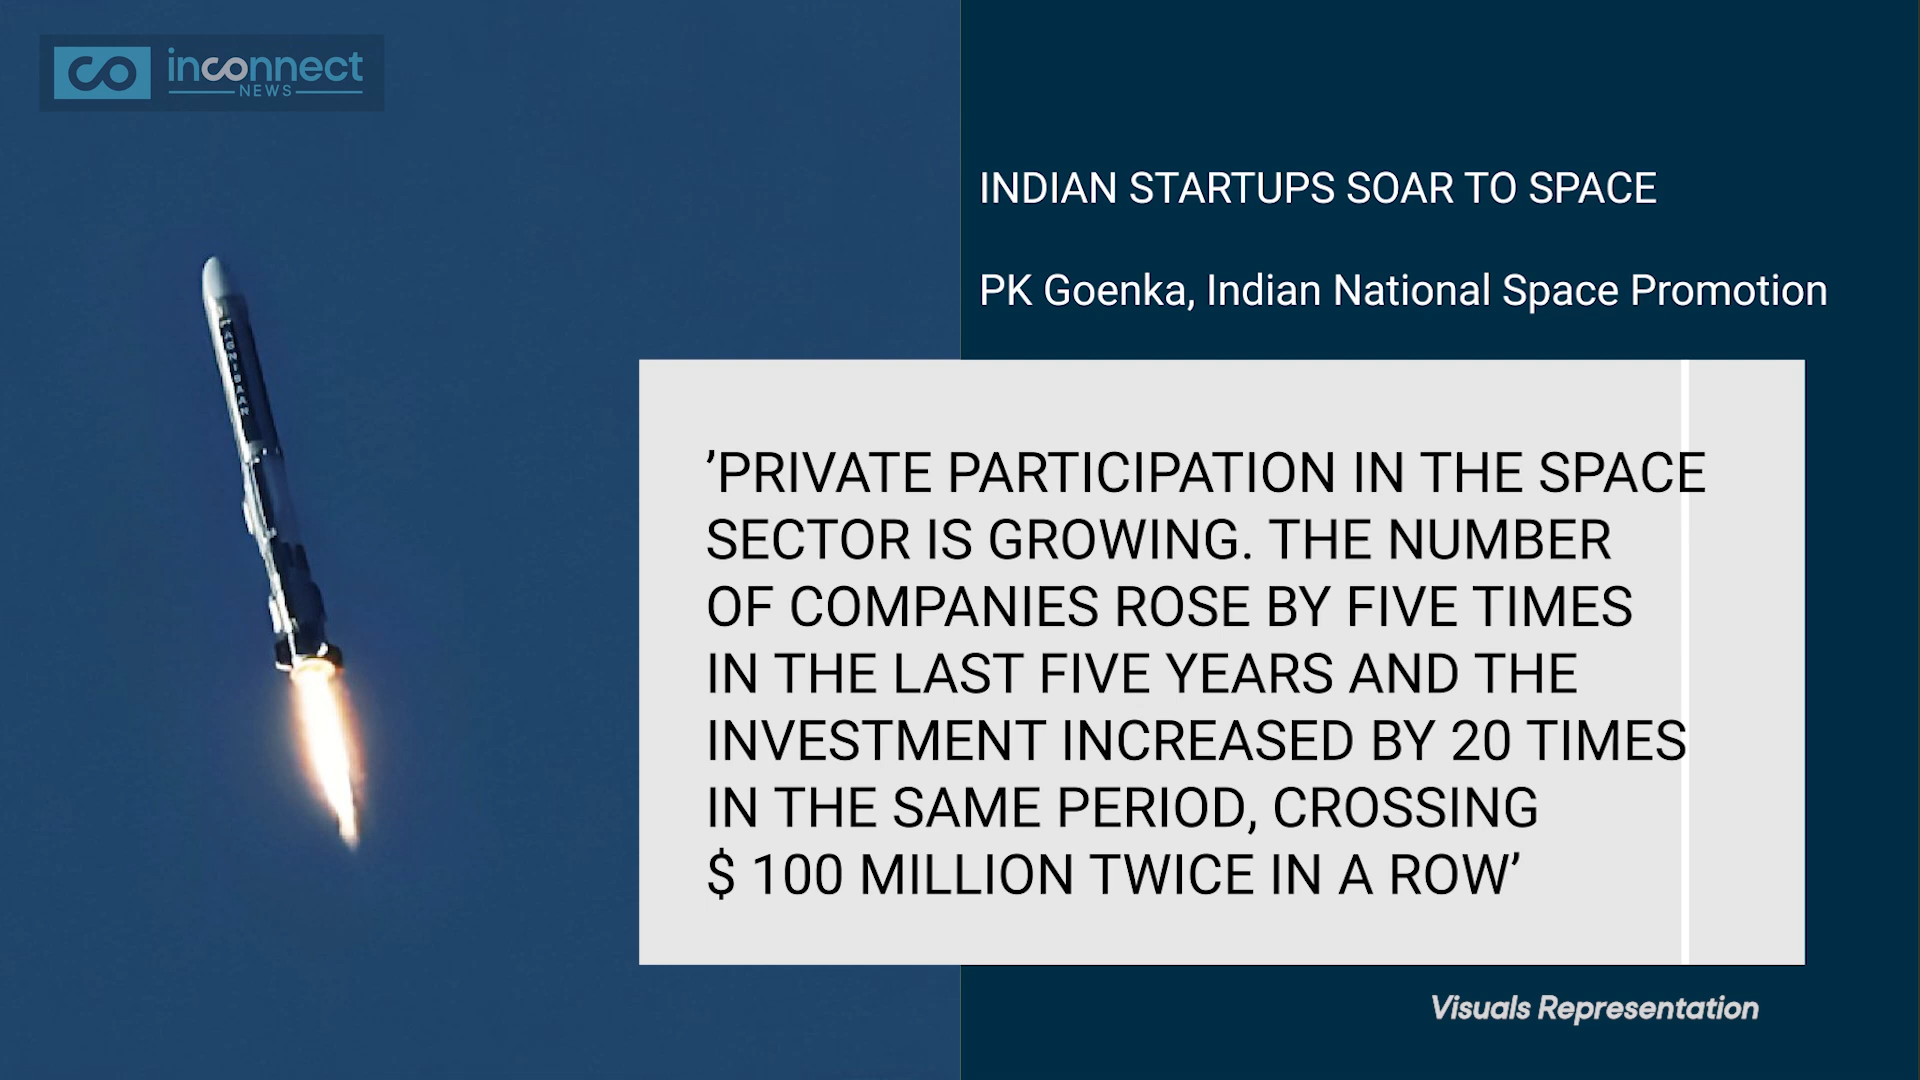 co inconnect
NEWS
INDIAN STARTUPS SOAR TO SPACE
PK Goenka, Indian National Space Promotion
AGNIBAAN
’PRIVATE PARTICIPATION IN THE SPACE
SECTOR IS GROWING. THE NUMBER
OF COMPANIES ROSE BY FIVE TIMES
IN THE LAST FIVE YEARS AND THE
INVESTMENT INCREASED BY 20 TIMES
IN THE SAME PERIOD, CROSSING
$ 100 MILLION TWICE IN A ROW’
Visuals Representation